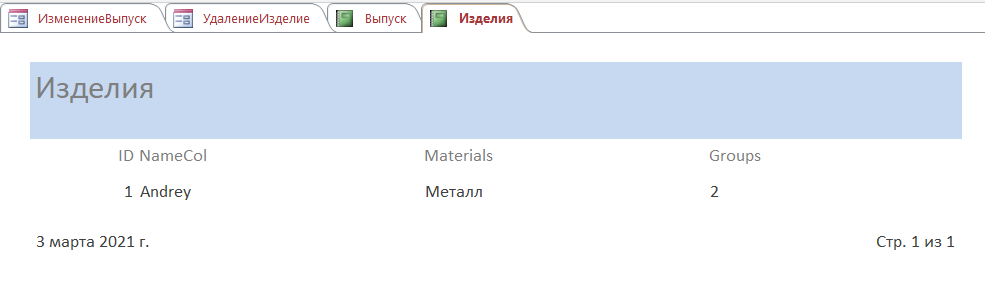 ИзменениеВыпуск УдалениеИзделие Выпуск Изделия
Изделия
ID NameCol Materials Groups
1 Andrey Металл 2
3 марта 2021 г. Стр. 1 из 1